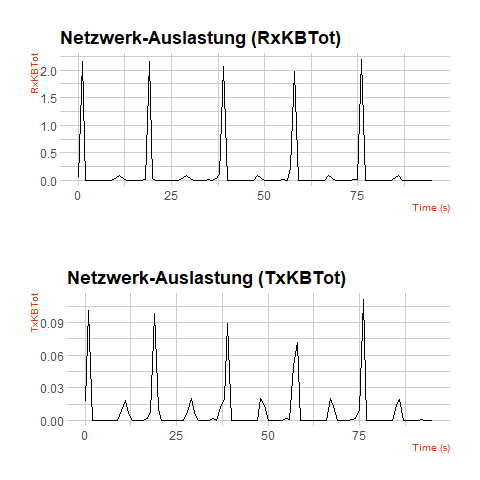 Netzwerk-Auslastung (RxKBTot)
RxKBTot
2.0
1.5
1.0
0.5
0.0
0 25 50 75
Time (s)
Netzwerk-Auslastung (TxKBTot)
TxKBTot
0.09
0.06
0.03
0.00
0 25 50 75
Time (s)